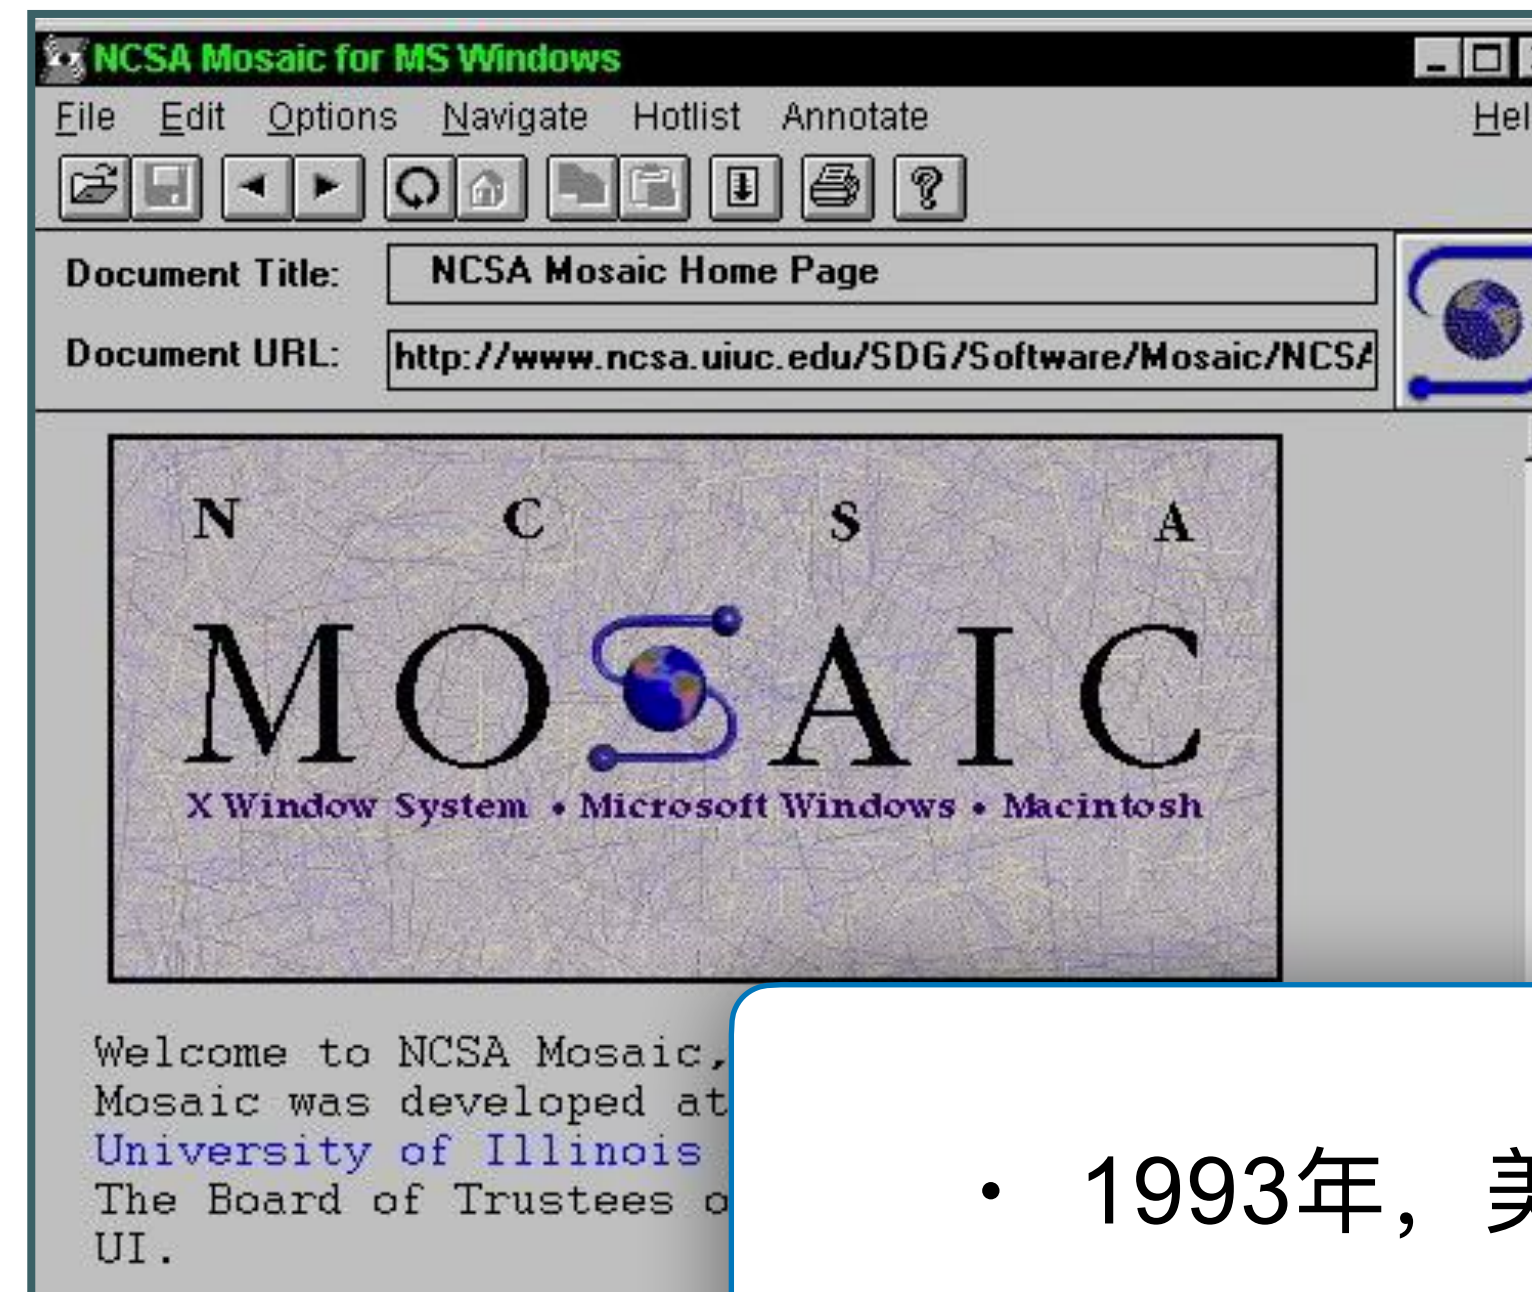 NCSA Mosaic for MS Windows
File Edit Options Navigate Hotlist Annotate Hel
Document Title: NCSA Mosaic Home Page
Document URL: http://www.ncsa.uiuc.edu/SDG/Software/Mosaic/NCSA
N C S A
MOSAIC
X Window System • Microsoft Windows • Macintosh
Welcome to NCSA Mosaic,
Mosaic was developed at
University of Illinois
The Board of Trustees o
UI.
• 1993年，美